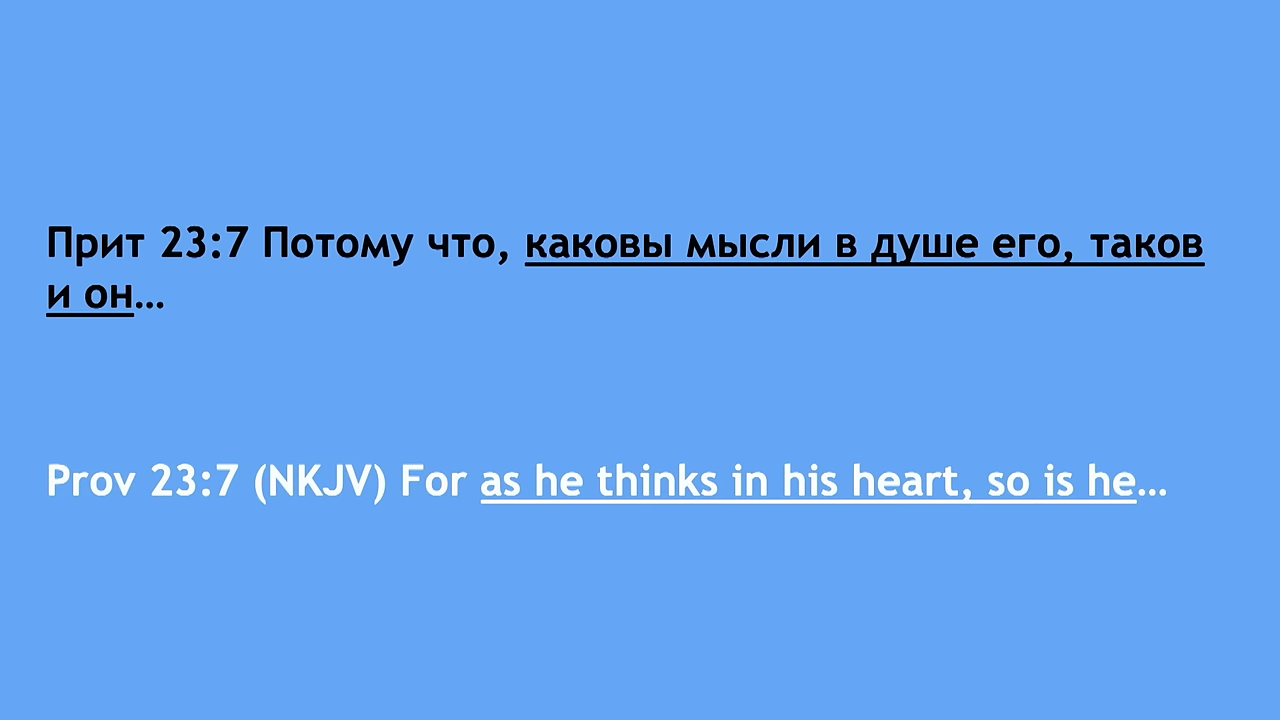 Прит 23:7 Потому что, каковы мысли в душе его, таков
и он…
Prov 23:7 (NKJV) For as he thinks in his heart, so is he…